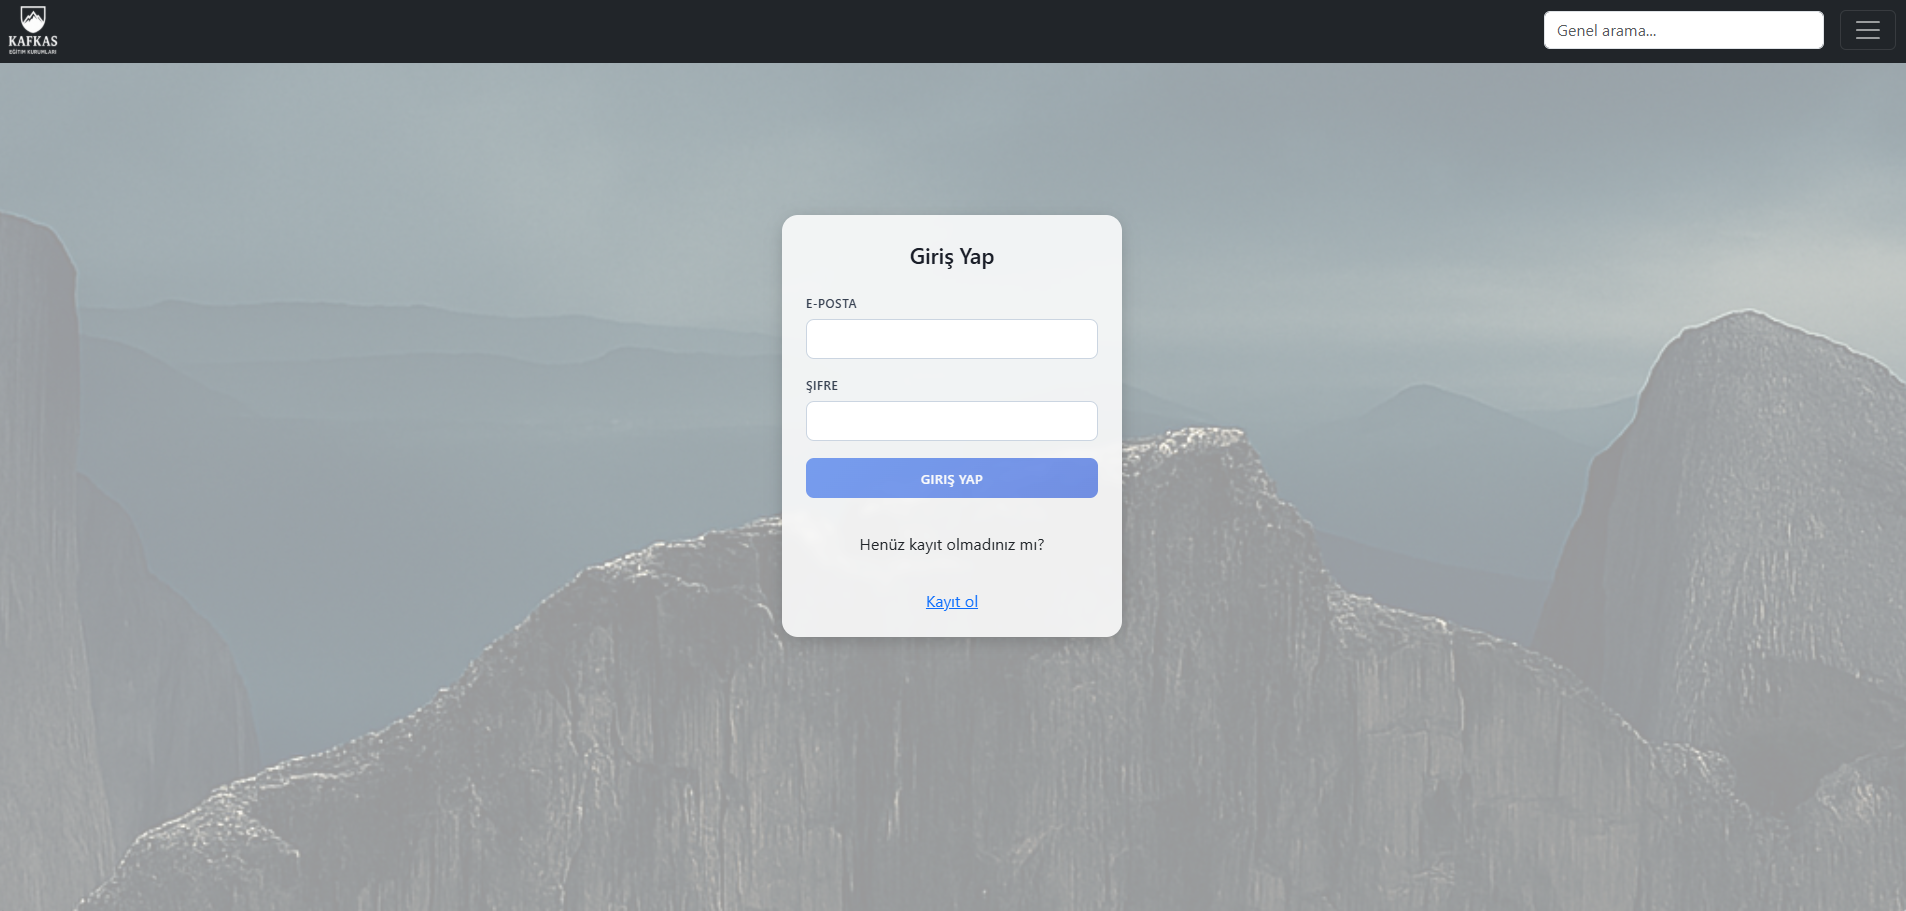 KAFKAS
EĞİTİM KURUMLARI
Genel arama...
Giriş Yap
E-POSTA
ŞIFRE
GIRIŞ YAP
Henüz kayıt olmadınız mı?
Kayıt ol